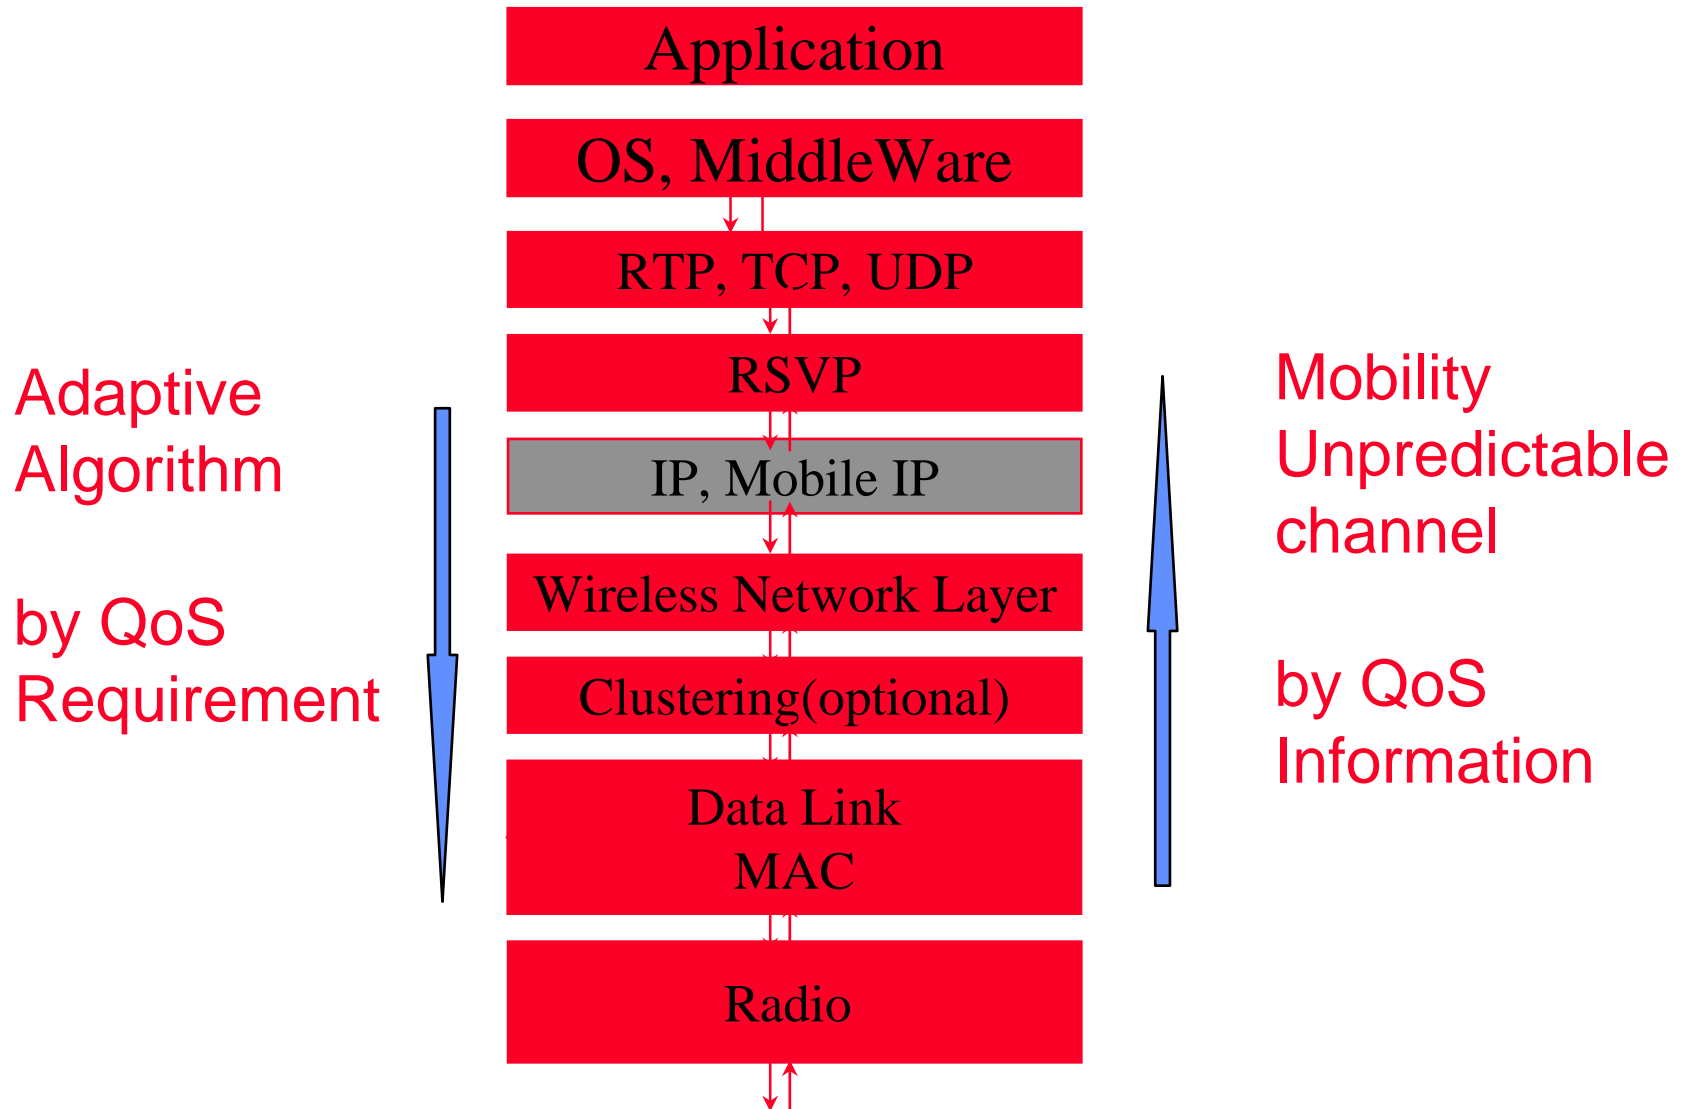 Application
OS, MiddleWare
RTP, TCP, UDP
RSVP
IP, Mobile IP
Wireless Network Layer
Clustering(optional)
Data Link
MAC
Radio
Adaptive
Algorithm
by QoS
Requirement
Mobility
Unpredictable
channel
by QoS
Information